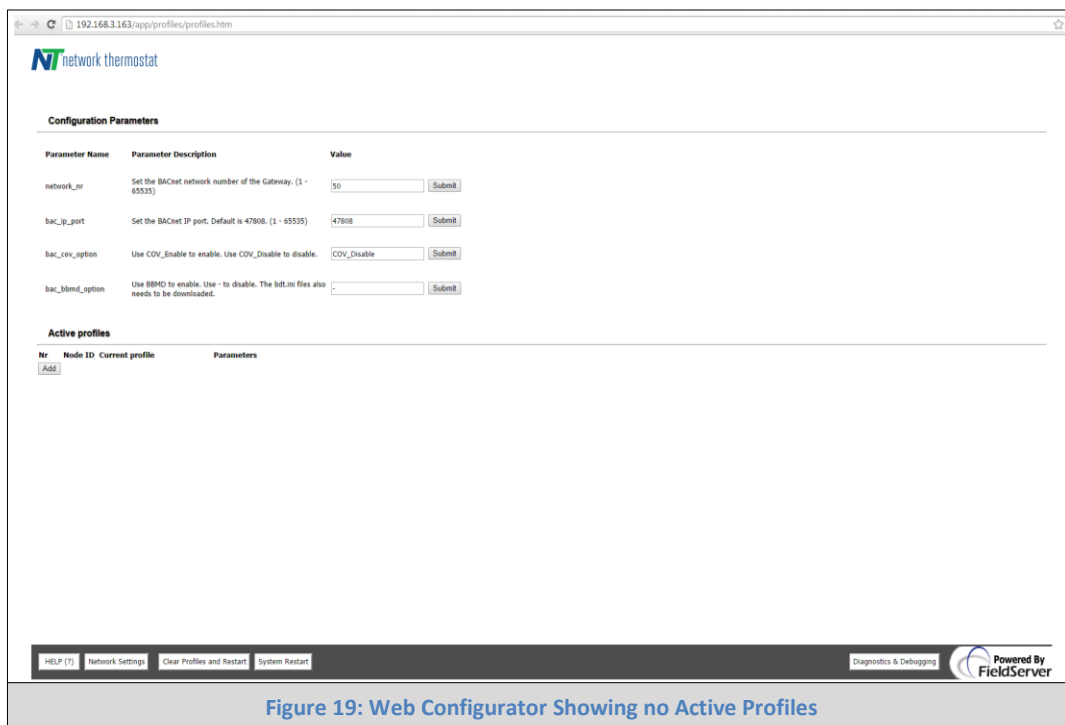 192.168.3.163/app/profiles/profiles.htm
NT network thermostat
Configuration Parameters
Parameter Name Parameter Description Value
network_nr Set the BACnet network number of the Gateway. (1 - 65535) 50 Submit
bac_ip_port Set the BACnet IP port. Default is 47808. (1 - 65535) 47808 Submit
bac_cov_option Use COV_Enable to enable. Use COV_Disable to disable. COV_Disable Submit
bac_bbmd_option Use BBMD to enable. Use - to disable. The bdt.ini files also needs to be downloaded. - Submit
Active profiles
Nr Node ID Current profile Parameters
Add
HELP (?) Network Settings Clear Profiles and Restart System Restart Diagnostics & Debugging Powered By
FieldServer
Figure 19: Web Configurator Showing no Active Profiles